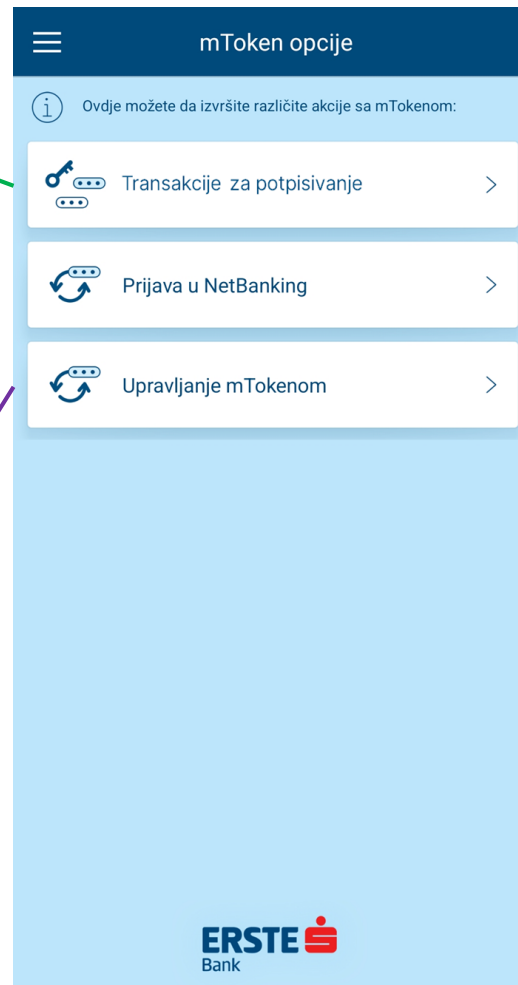 mToken opcije
Ovdje možete da izvršite različite akcije sa mTokenom:
Transakcije za potpisivanje
Prijava u NetBanking
Upravljanje mTokenom
ERSTE
Bank